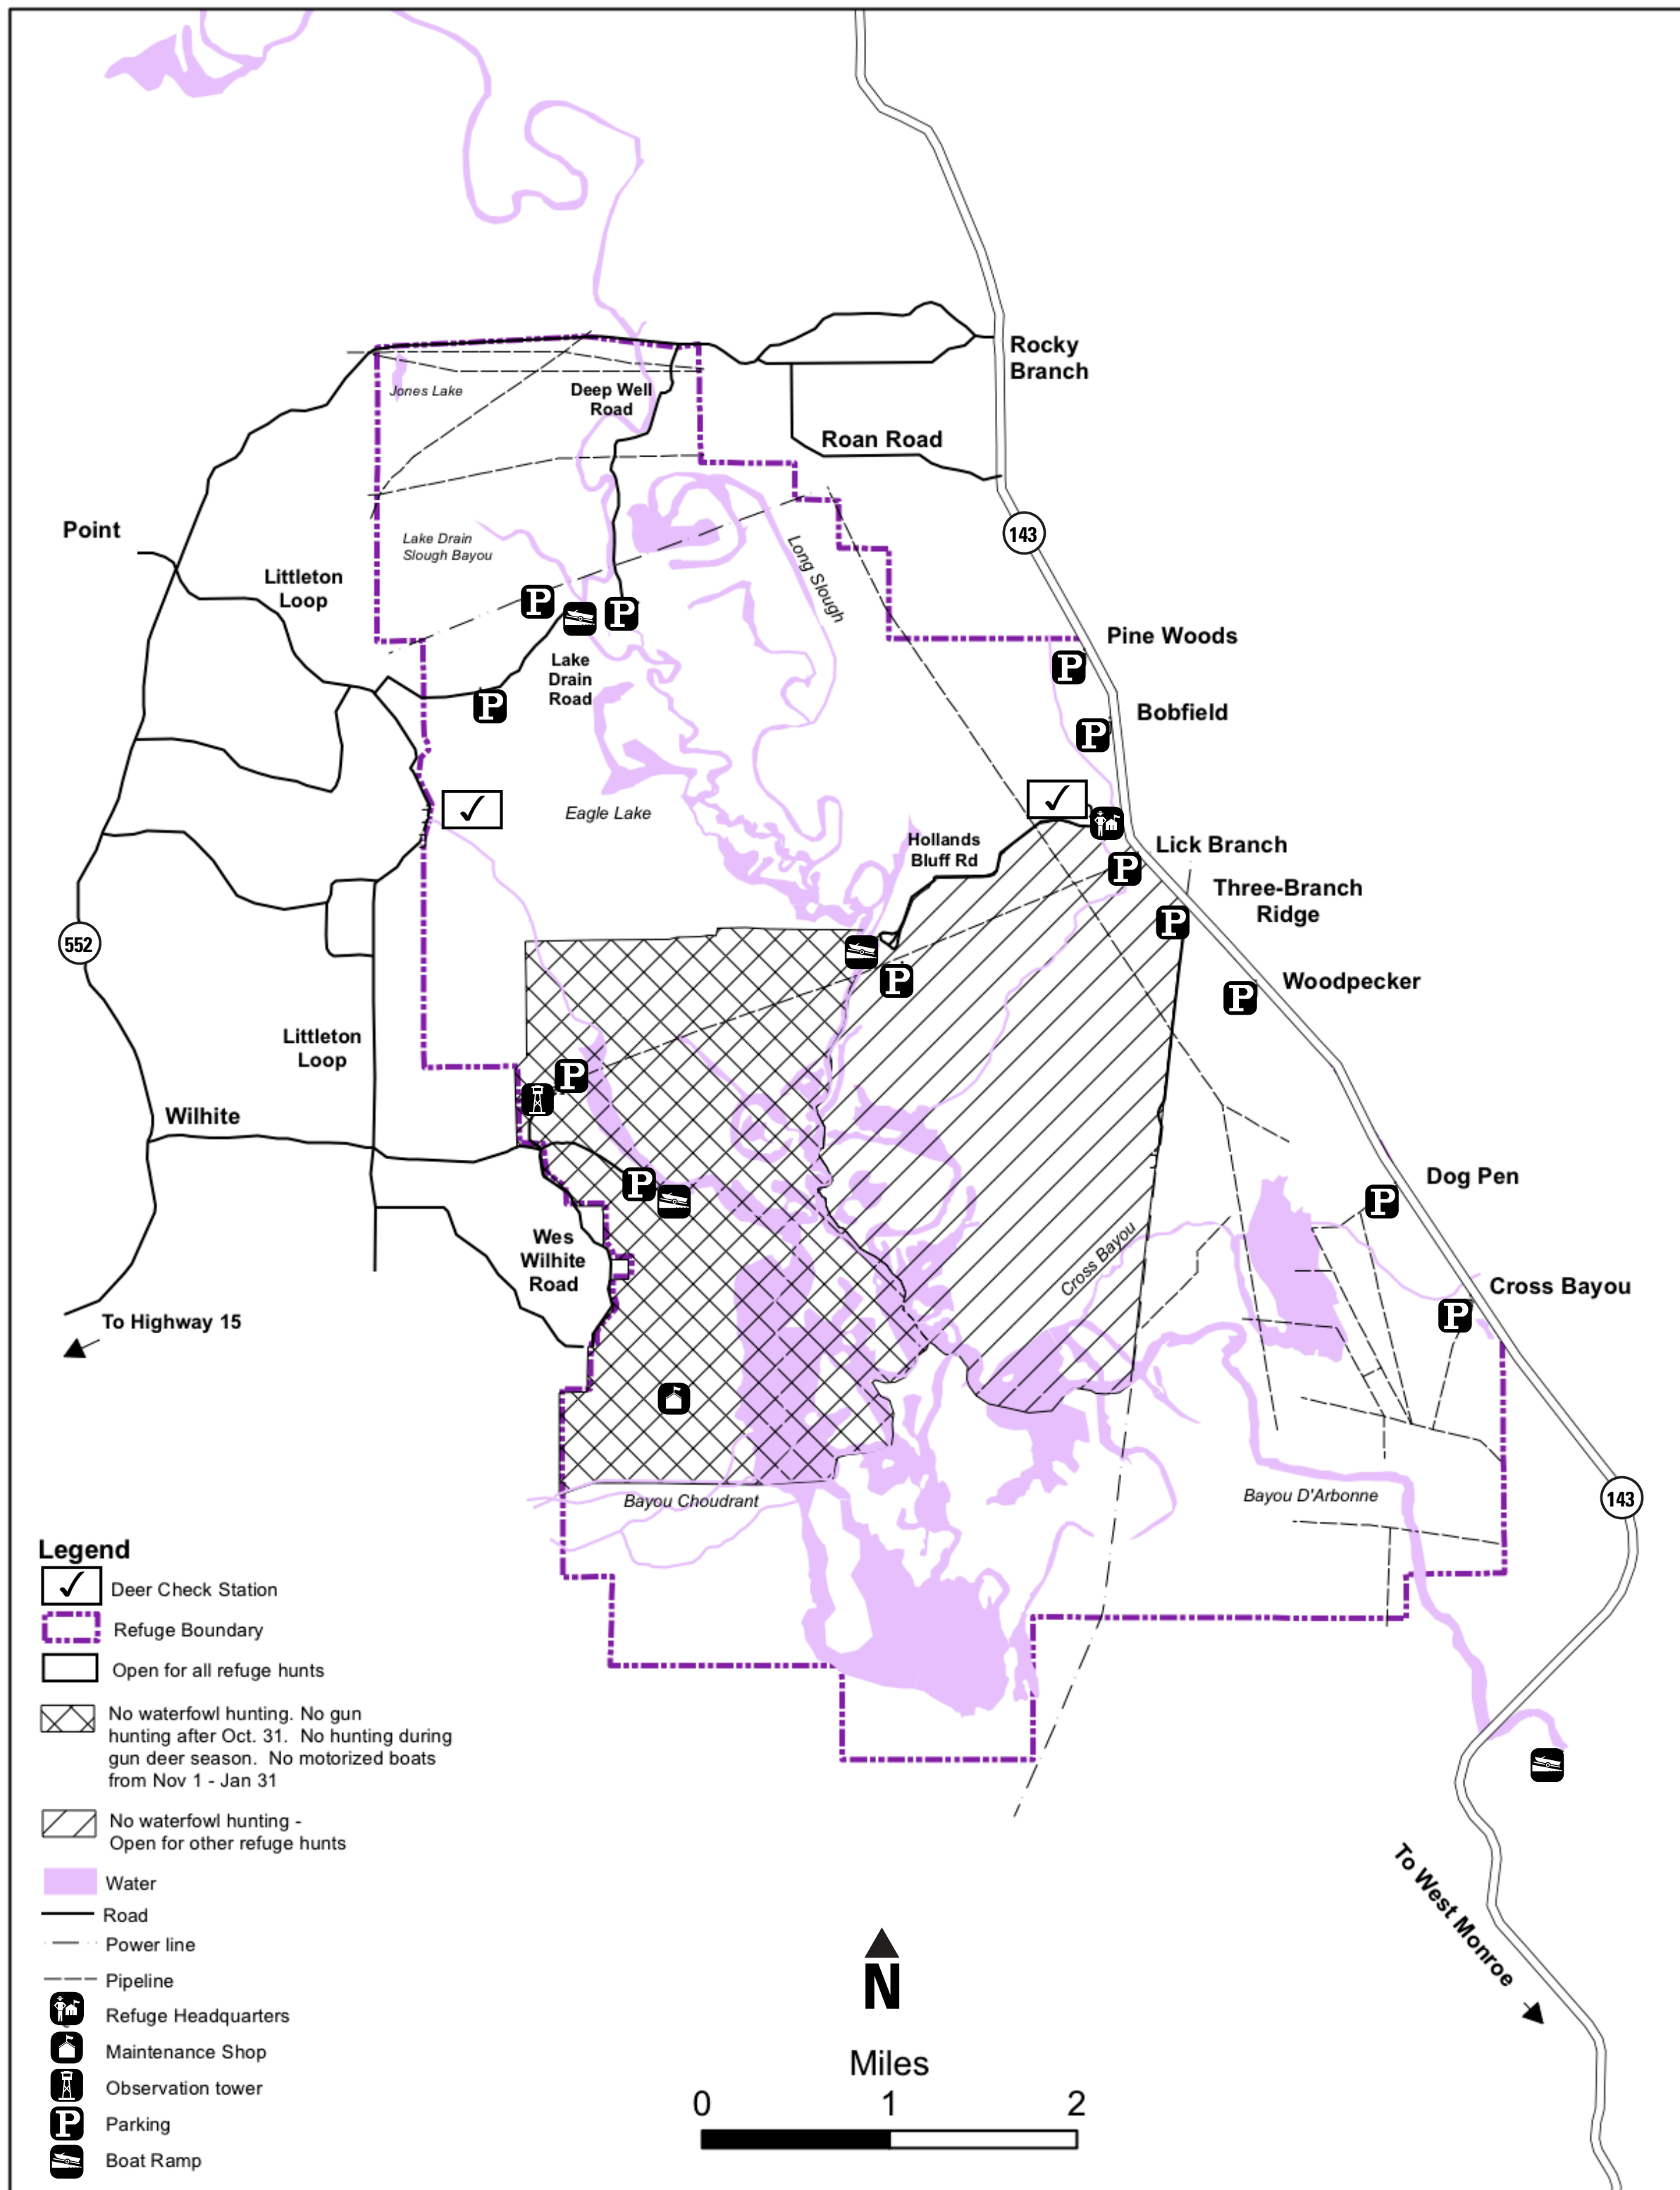 Rocky
Branch
Jones Lake
Deep Well
Road
Roan Road
Point
143
Lake Drain
Slough Bayou
Long Slough
Littleton
Loop
P
P
Pine Woods
Lake
Drain
Road
P
P
Bobfield
P
Eagle Lake
Hollands
Bluff Rd
Lick Branch
P
Three-Branch
Ridge
P
552
P
Woodpecker
P
Littleton
Loop
P
Wilhite
P
Dog Pen
P
Wes
Wilhite
Road
Cross Bayou
Cross Bayou
P
To Highway 15
Bayou Choudrant
Bayou D'Arbonne
143
Legend
Deer Check Station
Refuge Boundary
Open for all refuge hunts
No waterfowl hunting. No gun
hunting after Oct. 31. No hunting during
gun deer season. No motorized boats
from Nov 1 - Jan 31
No waterfowl hunting -
Open for other refuge hunts
Water
Road
Power line
Pipeline
Refuge Headquarters
Maintenance Shop
Observation tower
P Parking
Boat Ramp
To West Monroe
N
Miles
0 1 2